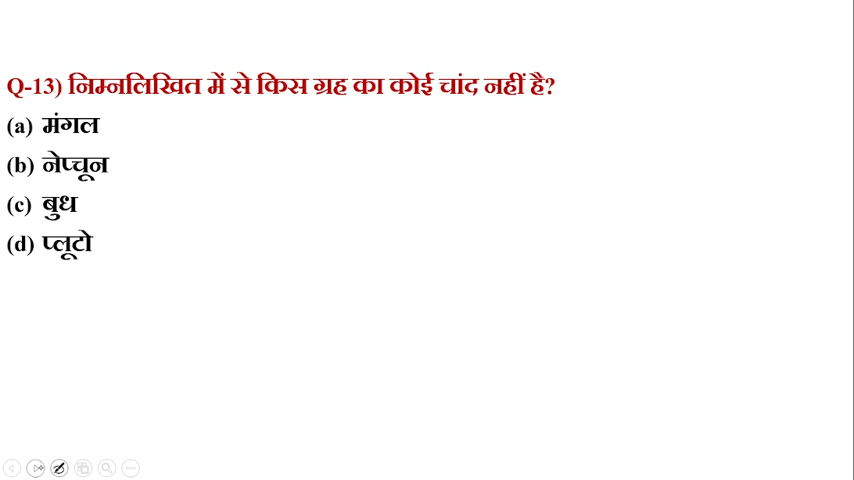 Q-13) निम्नलिखित में से किस ग्रह का कोई चांद नहीं है?
(a) मंगल
(b) नेप्चून
(c) बुध
(d) प्लूटो